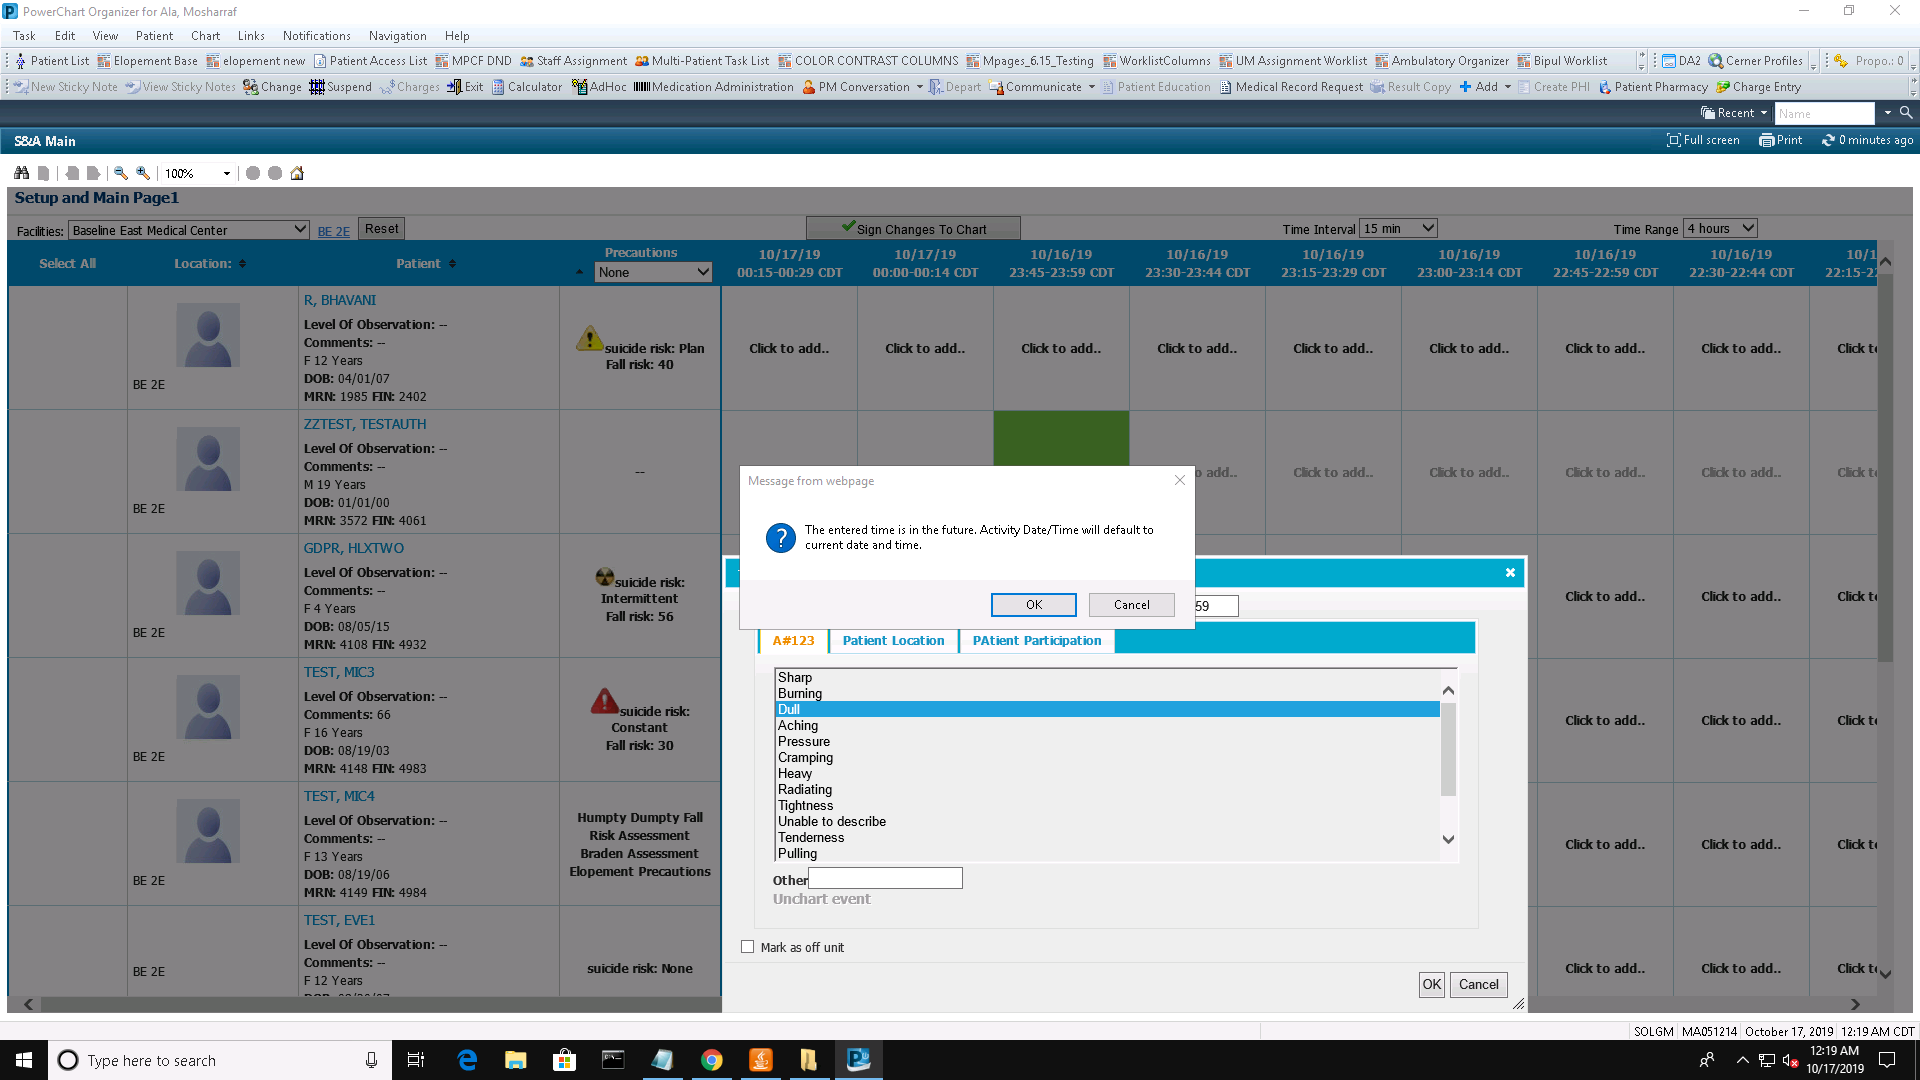 PowerChart Organizer for Ala, Mosharraf
Task Edit View Patient Chart Links Notifications Navigation Help
Patient List Elopement Base elopement new Patient Access List MPCF DND Staff Assignment Multi-Patient Task List COLOR CONTRAST COLUMNS Mpages_6.15_Testing WorklistColumns UM Assignment Worklist Ambulatory Organizer Bipul Worklist DA2 Cerner Profiles Propo.: 0
New Sticky Note View Sticky Notes Change Suspend Charges Exit Calculator AdHoc Medication Administration PM Conversation Depart Communicate Patient Education Medical Record Request Result Copy Add Create PHI Patient Pharmacy Charge Entry
Recent Name
S&A Main Full screen Print 0 minutes ago
100%
Setup and Main Page1
Facilities: Baseline East Medical Center BE 2E Reset Sign Changes To Chart Time Interval 15 min Time Range 4 hours
Select All Location: Patient Precautions None
10/17/19 10/17/19 10/16/19 10/16/19 10/16/19 10/16/19 10/16/19 10/16/19 10/1
00:15-00:29 CDT 00:00-00:14 CDT 23:45-23:59 CDT 23:30-23:44 CDT 23:15-23:29 CDT 23:00-23:14 CDT 22:45-22:59 CDT 22:30-22:44 CDT 22:15-2
R, BHAVANI
Level Of Observation: --
Comments: --
F 12 Years
DOB: 04/01/07
MRN: 1985 FIN: 2402
BE 2E
suicide risk: Plan
Fall risk: 40
Click to add.. Click to add.. Click to add.. Click to add.. Click to add.. Click to add.. Click to add.. Click to add.. Click t
ZZTEST, TESTAUTH
Level Of Observation: --
Comments: --
M 19 Years
DOB: 01/01/00
MRN: 3572 FIN: 4061
BE 2E
--
o add.. Click to add.. Click to add.. Click to add.. Click to add.. Click t
GDPR, HLXTWO
Level Of Observation: --
Comments: --
F 4 Years
DOB: 08/05/15
MRN: 4108 FIN: 4932
BE 2E
suicide risk:
Intermittent
Fall risk: 56
Click to add.. Click to add.. Click t
TEST, MIC3
Level Of Observation: --
Comments: 66
F 16 Years
DOB: 08/19/03
MRN: 4148 FIN: 4983
BE 2E
suicide risk:
Constant
Fall risk: 30
Click to add.. Click to add.. Click t
TEST, MIC4
Level Of Observation: --
Comments: --
F 13 Years
DOB: 08/19/06
MRN: 4149 FIN: 4984
BE 2E
Humpty Dumpty Fall
Risk Assessment
Braden Assessment
Elopement Precautions
Click to add.. Click to add.. Click t
TEST, EVE1
Level Of Observation: --
Comments: --
F 12 Years
BE 2E
suicide risk: None
Click to add.. Click to add.. Click t
Message from webpage
The entered time is in the future. Activity Date/Time will default to
current date and time.
OK Cancel
59
A#123 Patient Location PAtient Participation
Sharp
Burning
Dull
Aching
Pressure
Cramping
Heavy
Radiating
Tightness
Unable to describe
Tenderness
Pulling
Other
Unchart event
Mark as off unit
OK Cancel
SOLGM MA051214 October 17, 2019 12:19 AM CDT
Type here to search
12:19 AM
10/17/2019